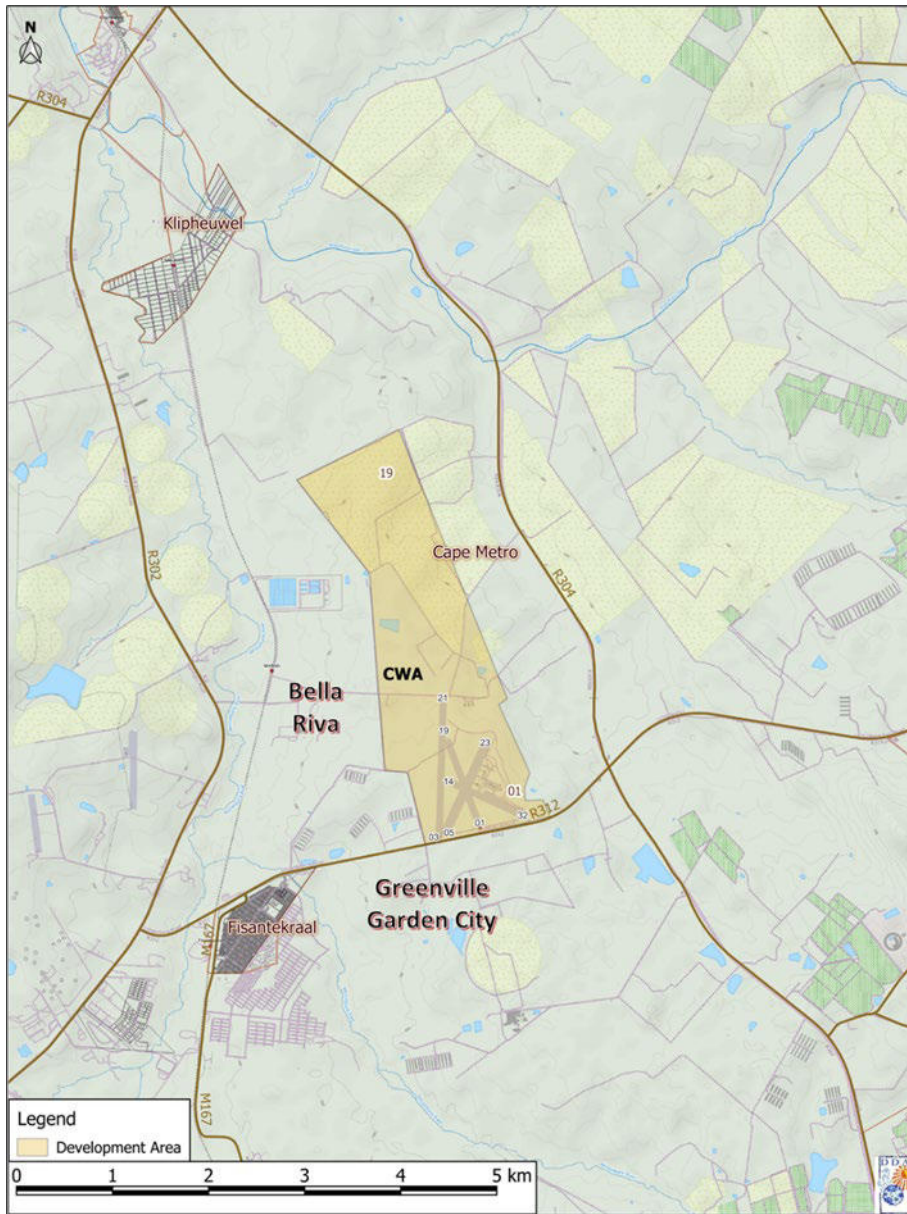 N
R304
Klipheuwel
19
Cape Metro
R302
R304
CWA
Bella
Riva
21
19
23
14
01
32
R312
03
05
01
Greenville
Garden City
Fisantekraal
M167
M167
Legend
Development Area
0
1
2
3
4
5 km
DDA